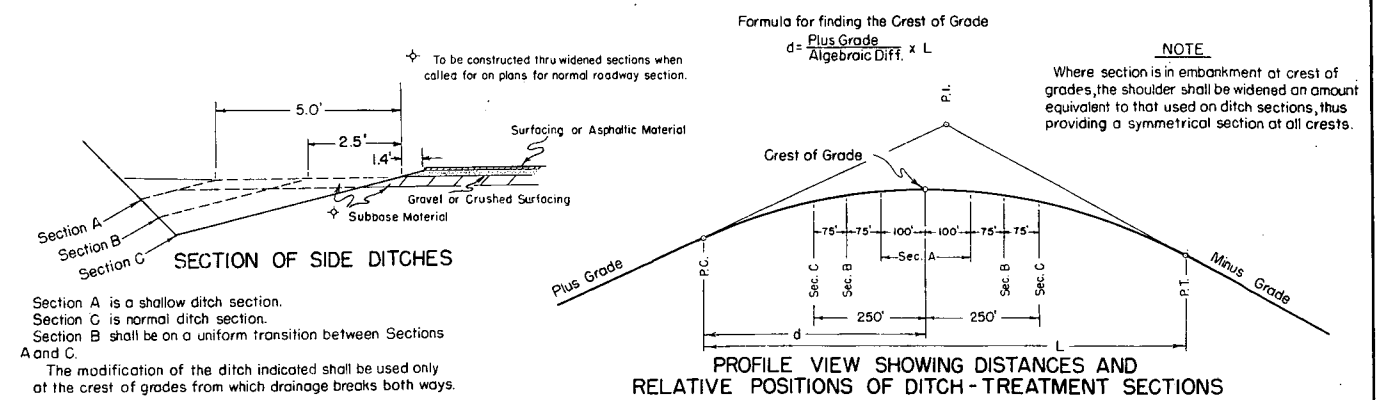 Formula for finding the Crest of Grade
d= Plus Grade / Algebraic Diff. x L
To be constructed thru widened sections when
called for on plans for normal roadway section.
NOTE
Where section is in embankment at crest of
grades, the shoulder shall be widened an amount
equivalent to that used on ditch sections, thus
providing a symmetrical section at all crests.
5.0'
2.5'
1.4'
Surfacing or Asphaltic Material
Gravel or Crushed Surfacing
Subbase Material
Section A
Section B
Section C
SECTION OF SIDE DITCHES
Section A is a shallow ditch section.
Section C is normal ditch section.
Section B shall be on a uniform transition between Sections
A and C.
The modification of the ditch indicated shall be used only
at the crest of grades from which drainage breaks both ways.
P.I.
Crest of Grade
75' 75' 100' 100' 75' 75'
Sec. A
Plus Grade
P.C.
Sec. C
Sec. B
Sec. B
Sec. C
P.T.
Minus Grade
250' 250'
d
L
PROFILE VIEW SHOWING DISTANCES AND
RELATIVE POSITIONS OF DITCH-TREATMENT SECTIONS